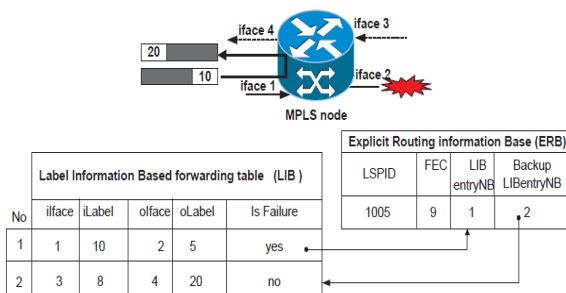 iface 4
iface 3
20
10
iface 1
iface 2
MPLS node
Explicit Routing information Base (ERB)
LSPID FEC LIB entryNB Backup LIBentryNB
1005 9 1 2
Label Information Based forwarding table (LIB )
No iIface iLabel oIface oLabel Is Failure
1 1 10 2 5 yes
2 3 8 4 20 no